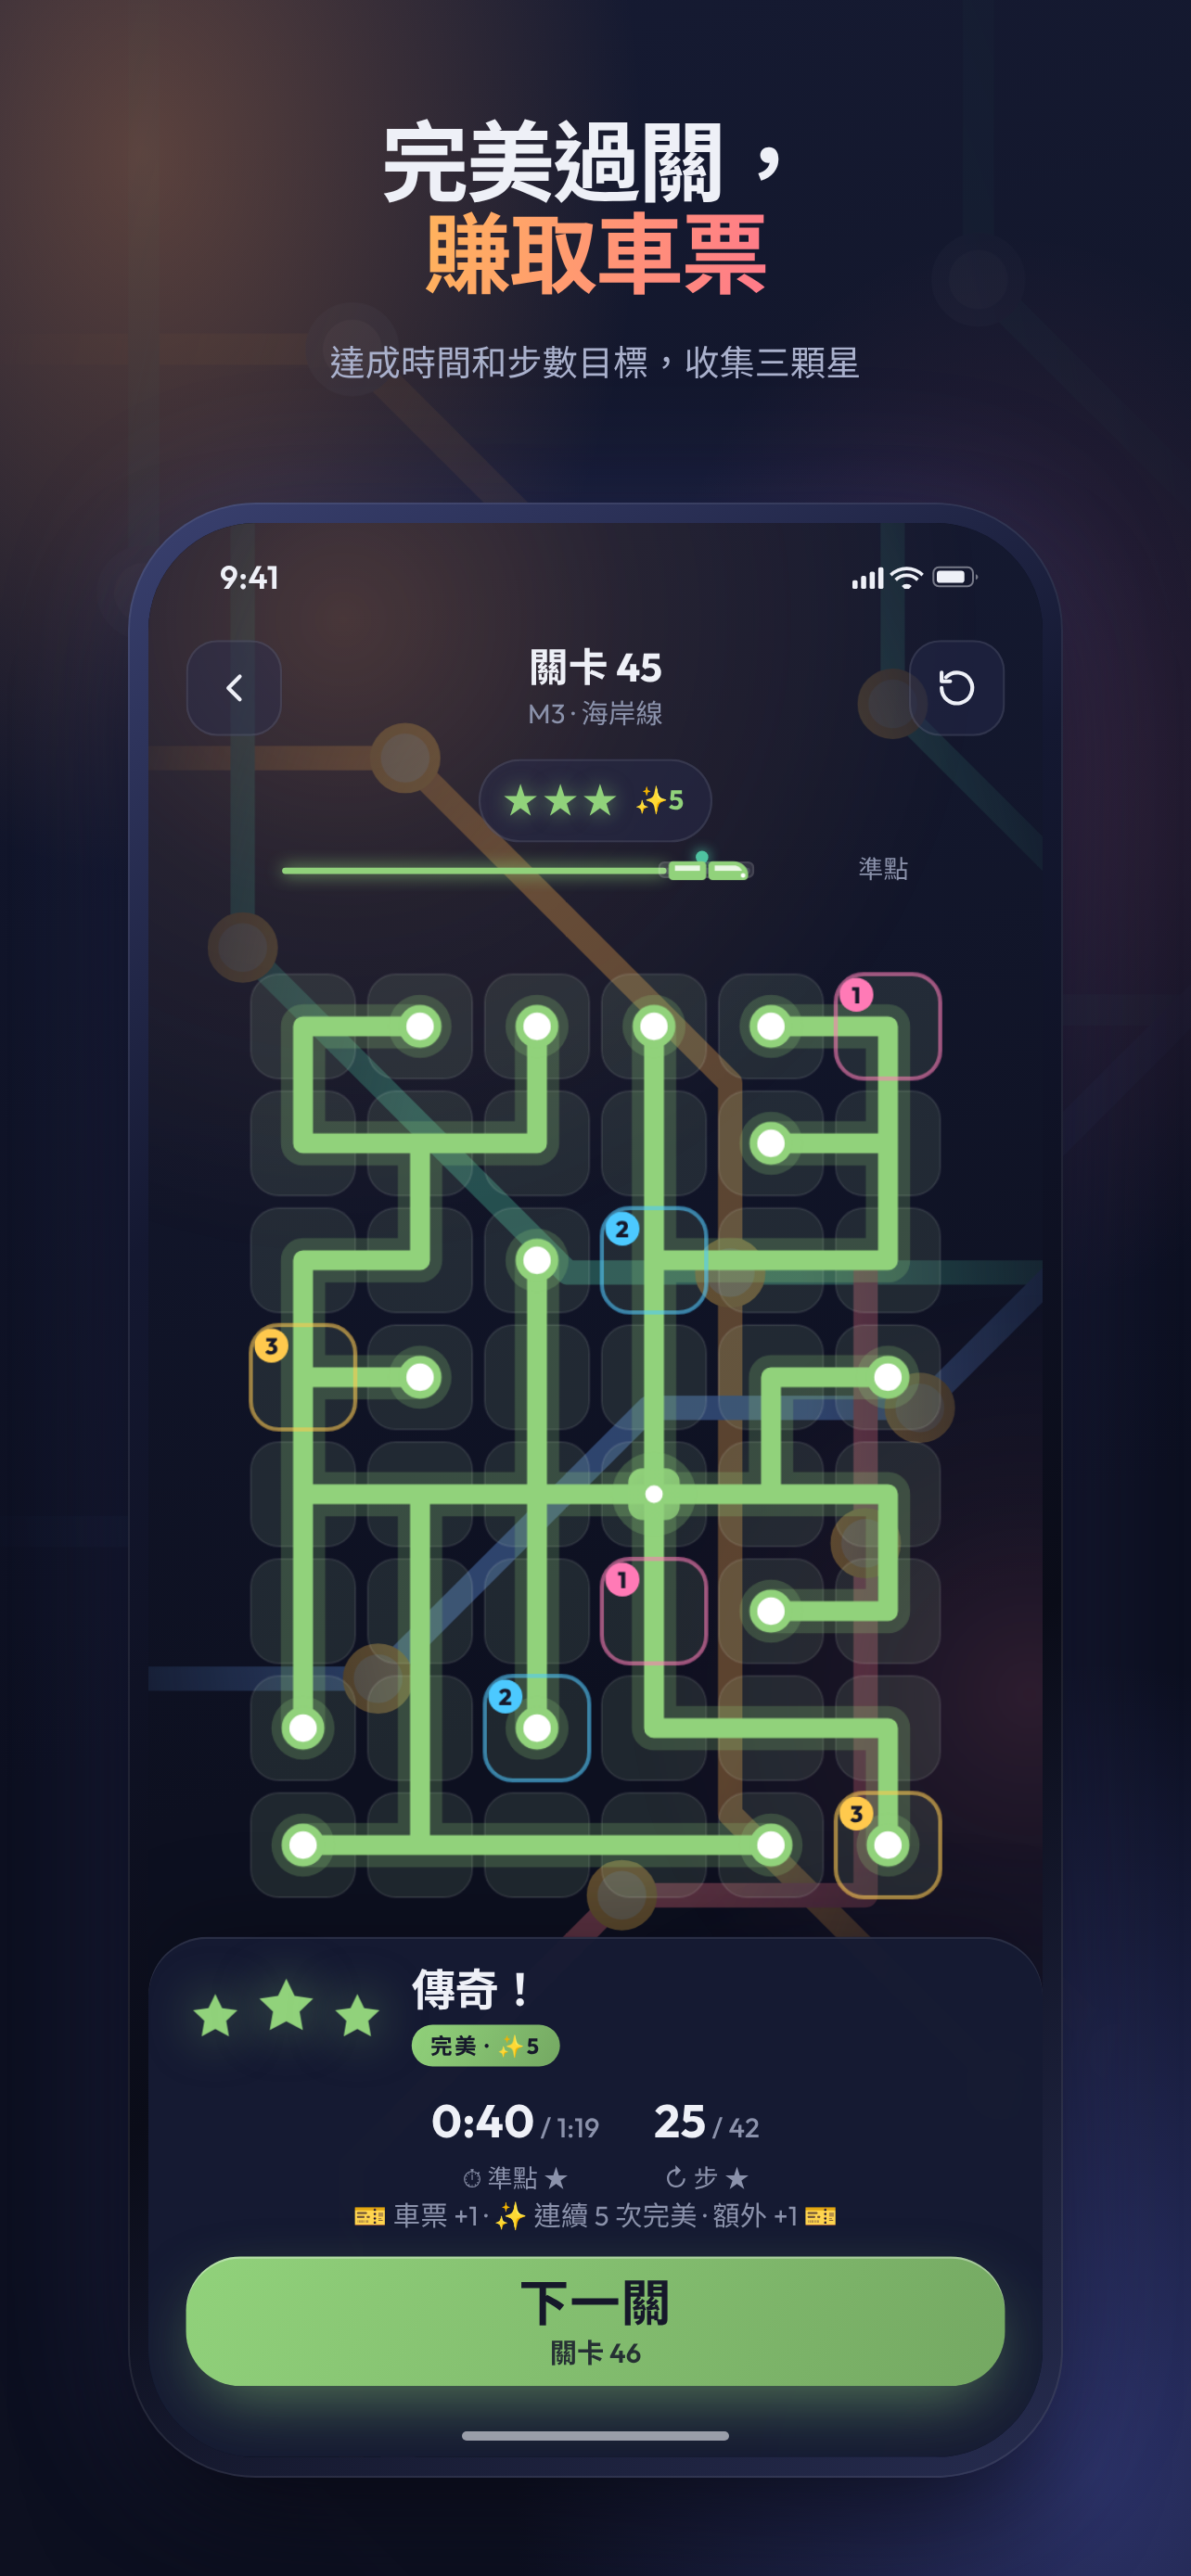 完美過關，
賺取車票
達成時間和步數目標，收集三顆星
9:41
關卡 45
M3 · 海岸線
★★★ ✨5
準點
1
2
3
1
2
3
傳奇！
完美 · ✨5
0:40 / 1:19 25 / 42
⏱ 準點 ★ ↻ 步 ★
🎫 車票 +1 · ✨ 連續 5 次完美 · 額外 +1 🎫
下一關
關卡 46